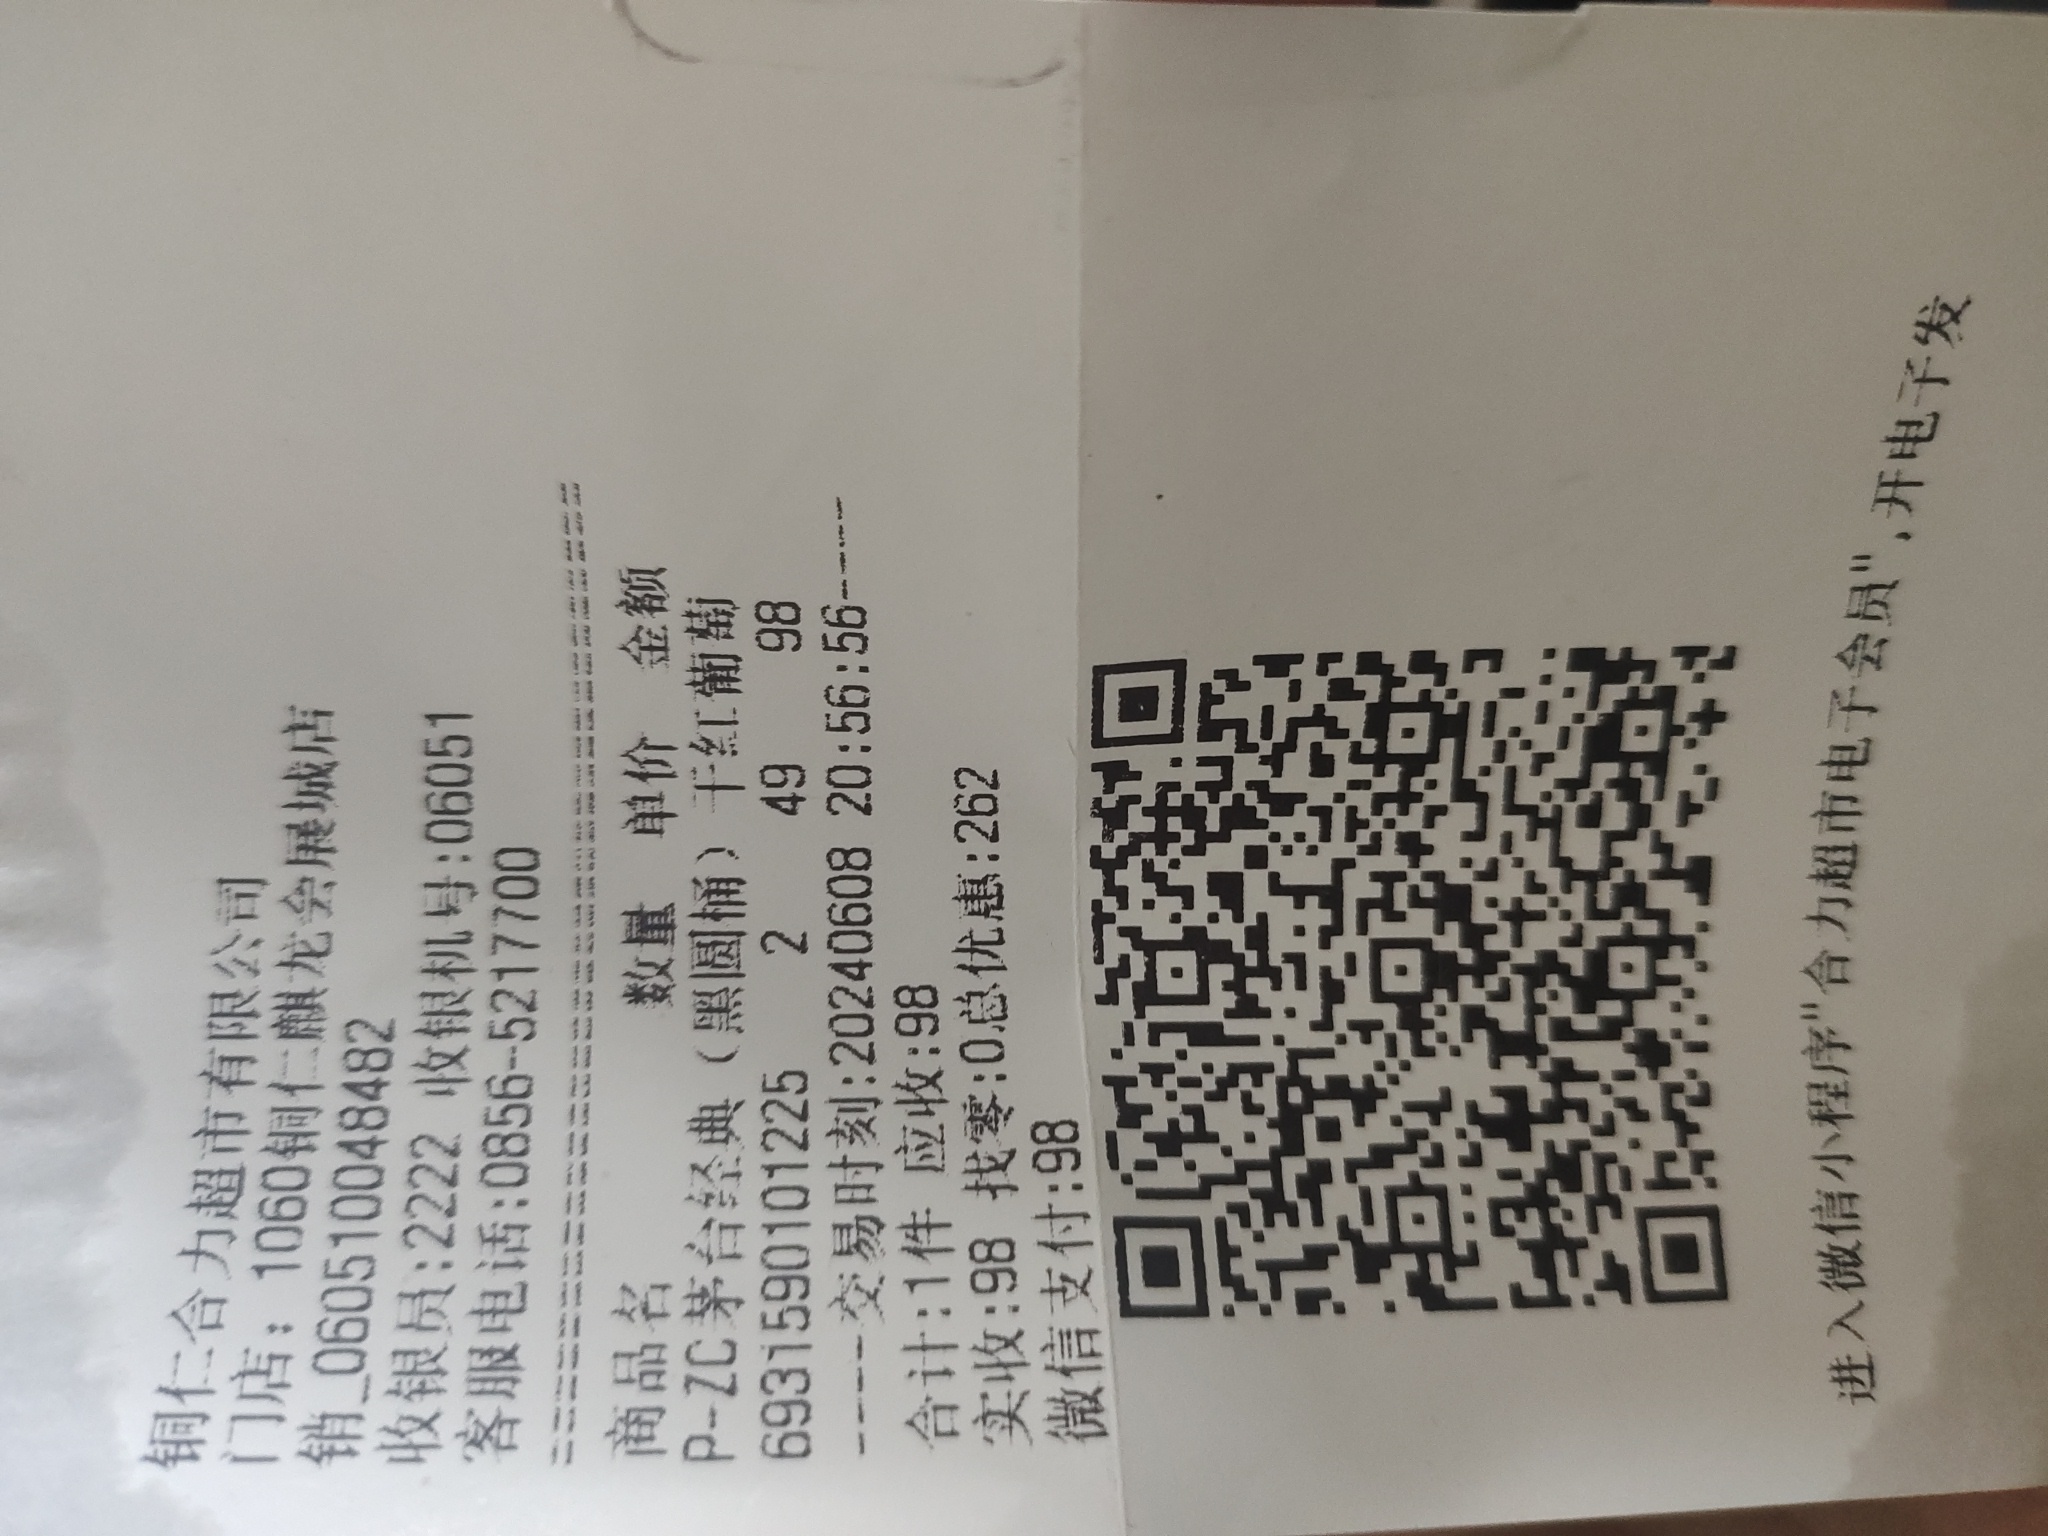 铜仁合力超市有限公司
门店：1060铜仁麒龙会展城店
销_060510048482
收银员:2222 收银机号:06051
客服电话:0856-5217700
商品名 数量 单价 金额
P-ZC茅台经典（黑圆桶）干红葡萄
6931590101225 2 49 98
----交易时刻:20240608 20:56:56----
合计:1件 应收:98
实收:98 找零:0总优惠:262
微信支付:98
进入微信小程序"合力超市电子会员",开电子发